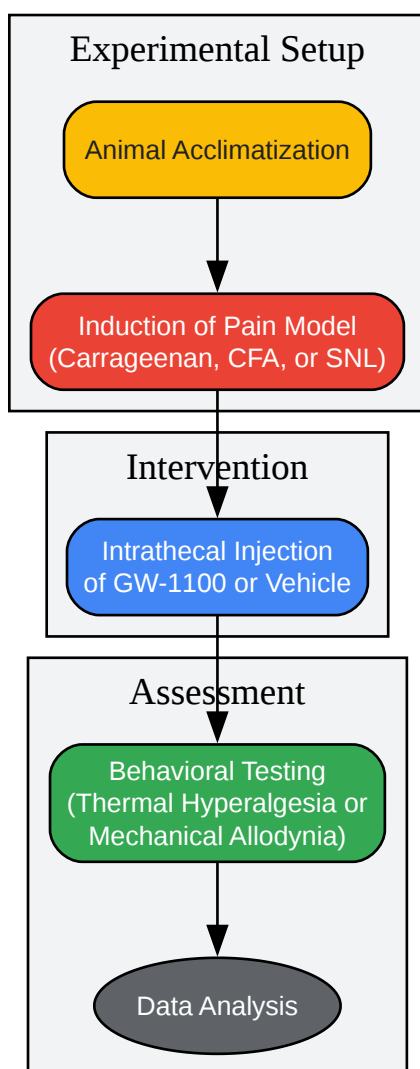 Experimental Setup
Animal Acclimatization
Induction of Pain Model
(Carrageenan, CFA, or SNL)
Intervention
Intrathecal Injection
of GW-1100 or Vehicle
Assessment
Behavioral Testing
(Thermal Hyperalgesia or
Mechanical Allodynia)
Data Analysis